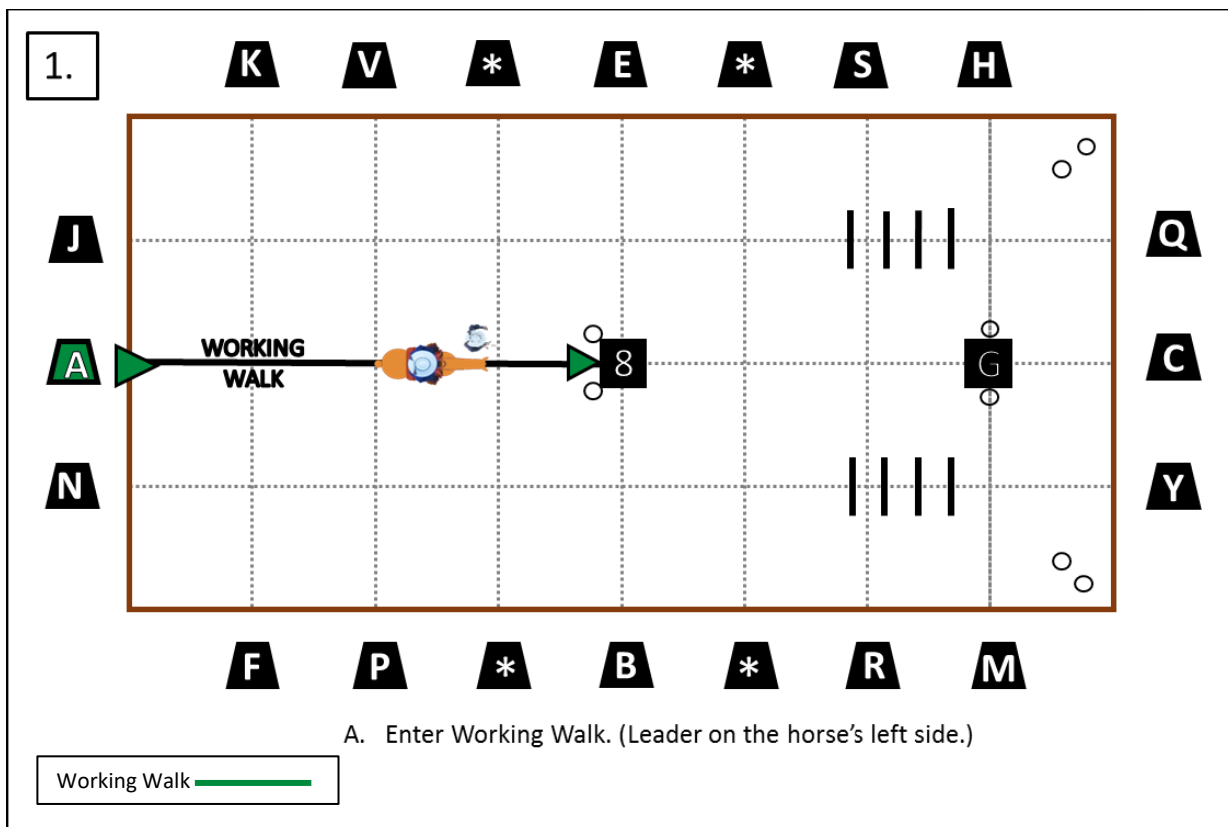 1.
K V * E * S H
J Q
WORKING
A 8 G C
WALK
N Y
F P * B * R M
A. Enter Working Walk. (Leader on the horse’s left side.)
Working Walk